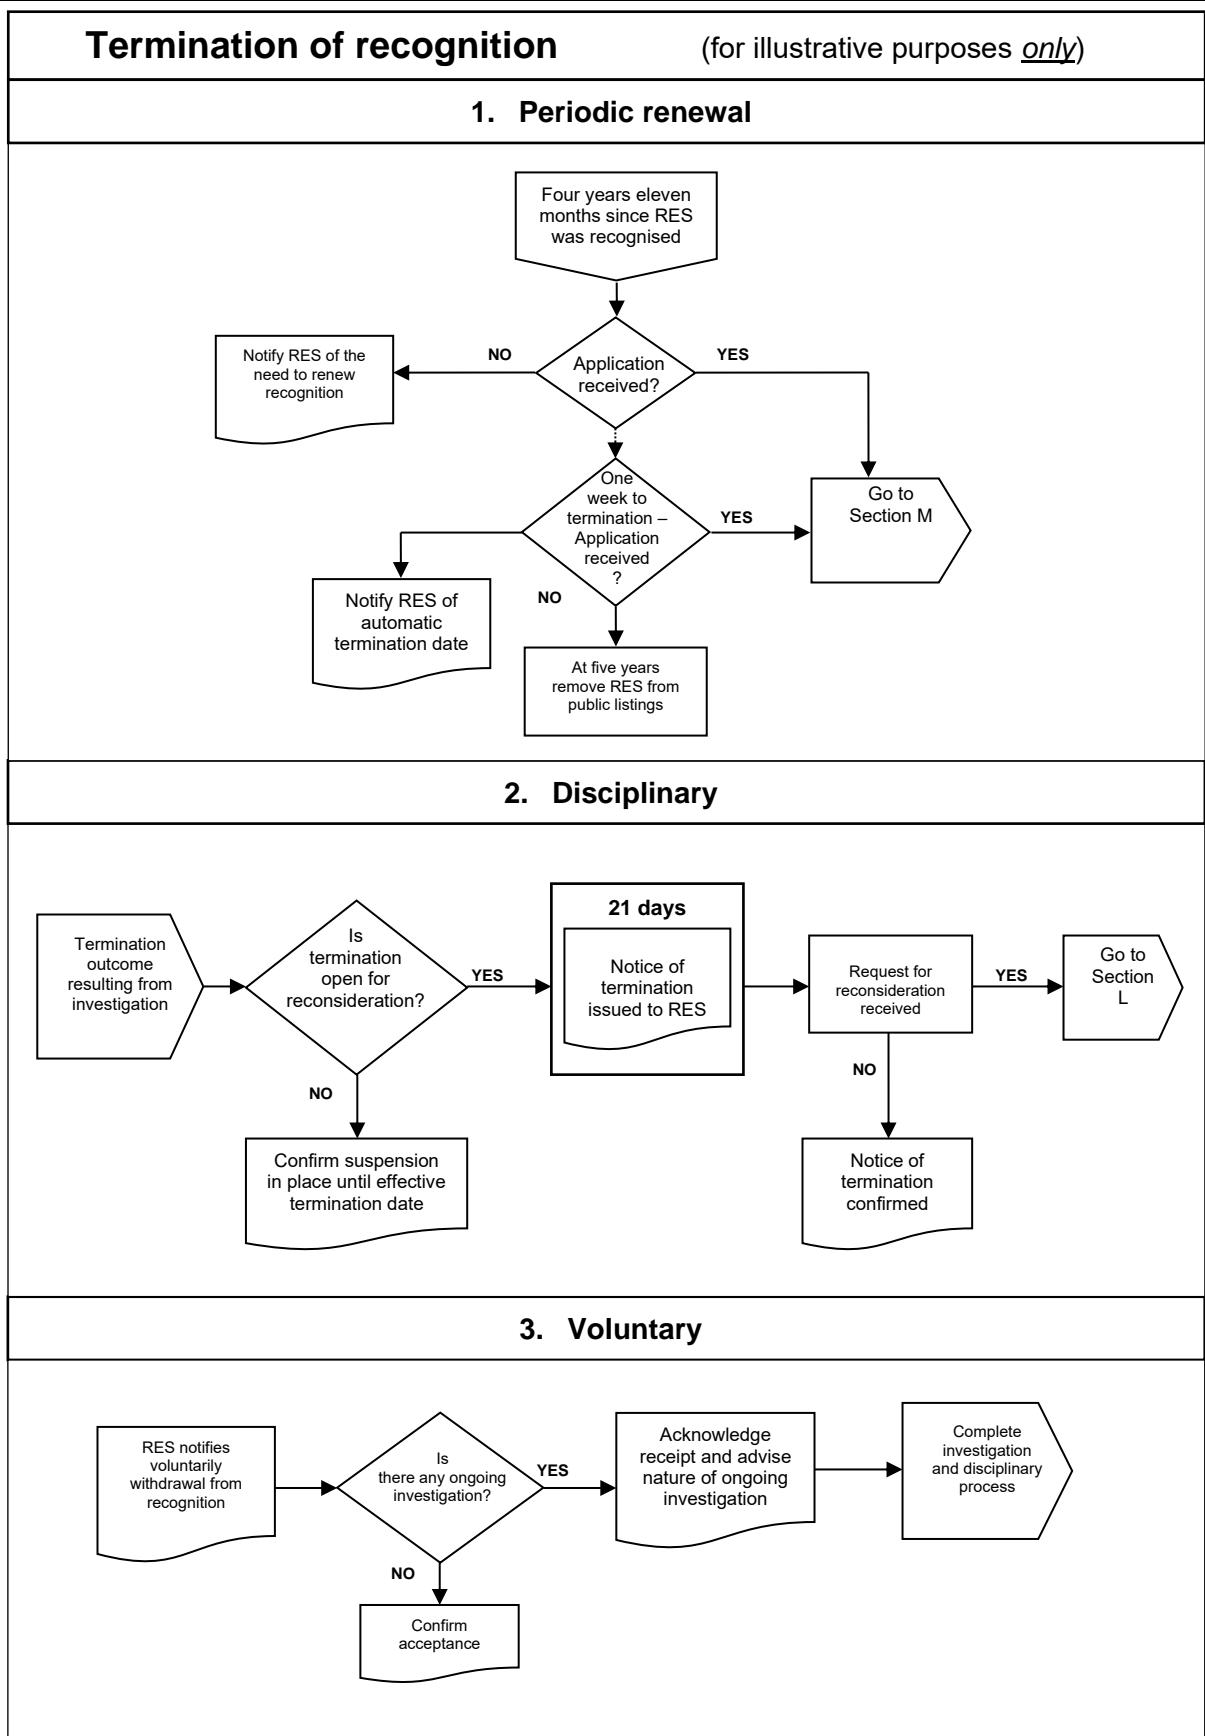 Termination of recognition (for illustrative purposes only)
1. Periodic renewal
Four years eleven
months since RES
was recognised
Application
received?
NO
YES
Notify RES of the
need to renew
recognition
One
week to
termination –
Application
received
?
YES
NO
Go to
Section M
Notify RES of
automatic
termination date
At five years
remove RES from
public listings
2. Disciplinary
Termination
outcome
resulting from
investigation
Is
termination
open for
reconsideration?
YES
NO
21 days
Notice of
termination
issued to RES
Request for
reconsideration
received
YES
NO
Go to
Section
L
Confirm suspension
in place until effective
termination date
Notice of
termination
confirmed
3. Voluntary
RES notifies
voluntarily
withdrawal from
recognition
Is
there any ongoing
investigation?
YES
NO
Acknowledge
receipt and advise
nature of ongoing
investigation
Complete
investigation
and disciplinary
process
Confirm
acceptance